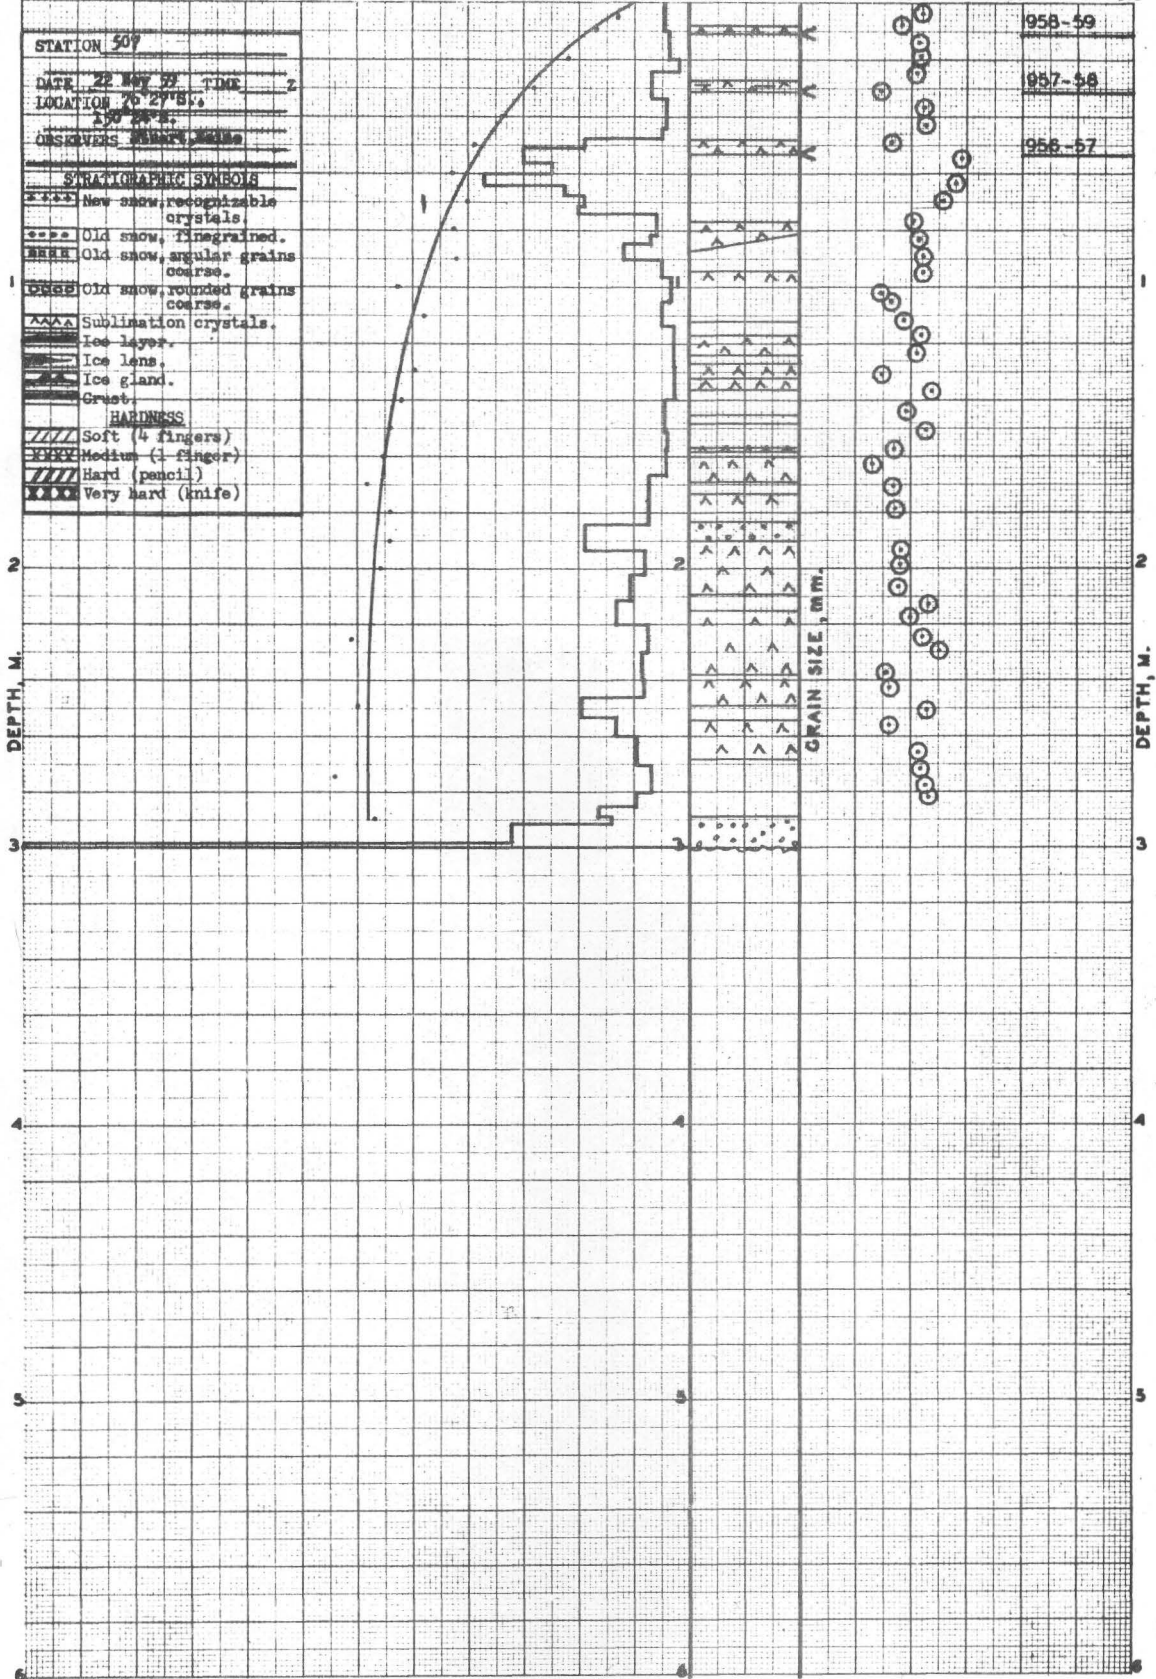 STATION 507
DATE 22 Nov 59 TIME Z
LOCATION 76°27'S.,
OBSERVERS
STRATIGRAPHIC SYMBOLS
New snow, recognizable
crystals.
Old snow, finegrained.
Old snow, angular grains
coarse.
Old snow, rounded grains
coarse.
Sublimation crystals.
Ice layer.
Ice lens.
Ice gland.
Crust.
HARDNESS
Soft (4 fingers)
Medium (1 finger)
Hard (pencil)
Very hard (knife)
958-59
957-58
956-57
1 1 1
2 2 2
DEPTH, M.
GRAIN SIZE, mm.
DEPTH, M.
3 3 3
4 4 4
5 5 5
6 6 6